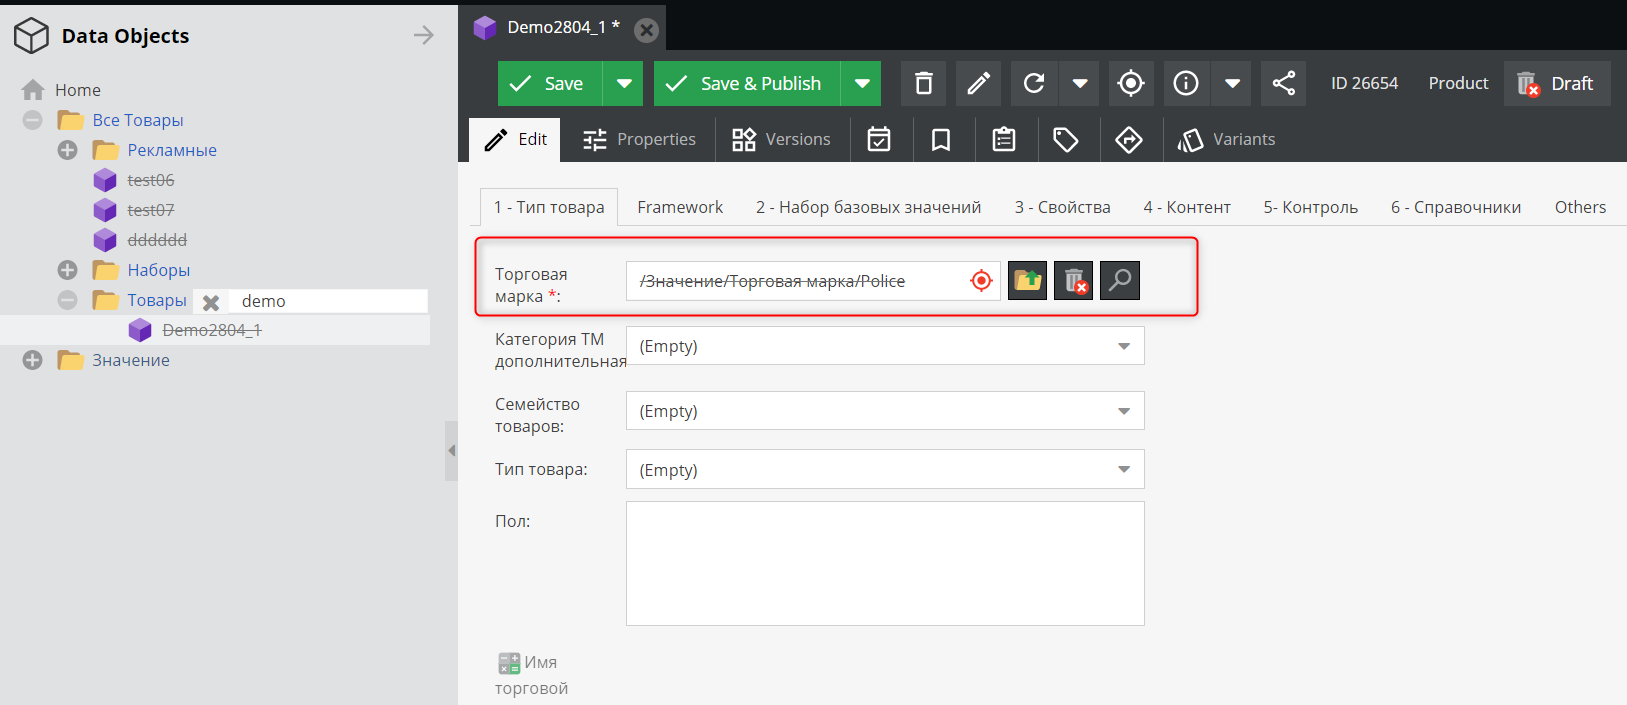 Data Objects
Home
Все Товары
Рекламные
test06
test07
dddddd
Наборы
Товары demo
Demo2804_1
Значение
Demo2804_1 *
Save Save & Publish ID 26654 Product Draft
Edit Properties Versions Variants
1 - Тип товара Framework 2 - Набор базовых значений 3 - Свойства 4 - Контент 5- Контроль 6 - Справочники Others
Торговая
марка *:
/Значение/Торговая марка/Police
Категория ТМ
дополнительная
(Empty)
Семейство
товаров:
(Empty)
Тип товара:
(Empty)
Пол:
Имя
торговой